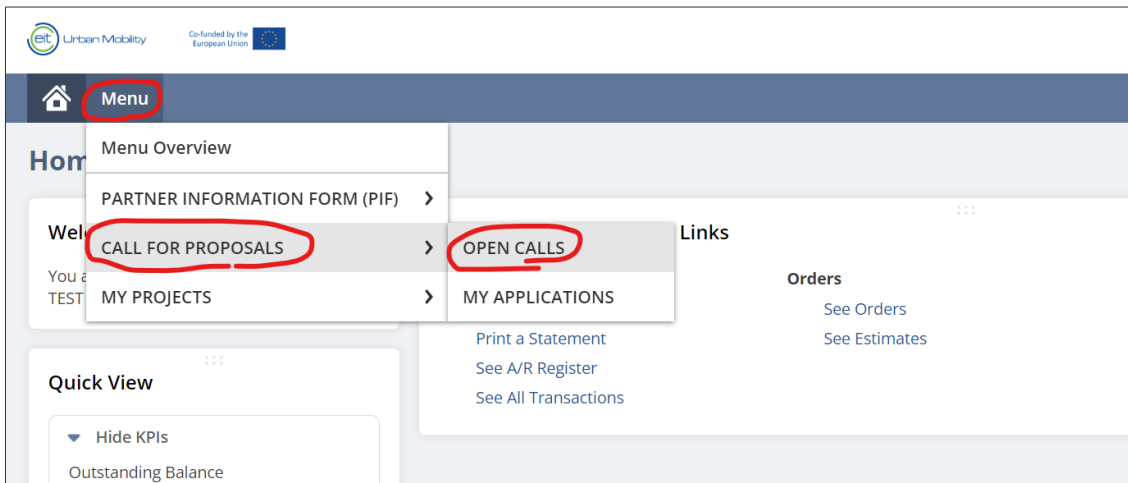 eit Urban Mobility
Co-funded by the
European Union
Menu
Hom
Menu Overview
PARTNER INFORMATION FORM (PIF)
CALL FOR PROPOSALS
MY PROJECTS
OPEN CALLS
MY APPLICATIONS
Wel
You a
TEST
Links
Print a Statement
See A/R Register
See All Transactions
Orders
See Orders
See Estimates
Quick View
Hide KPIs
Outstanding Balance